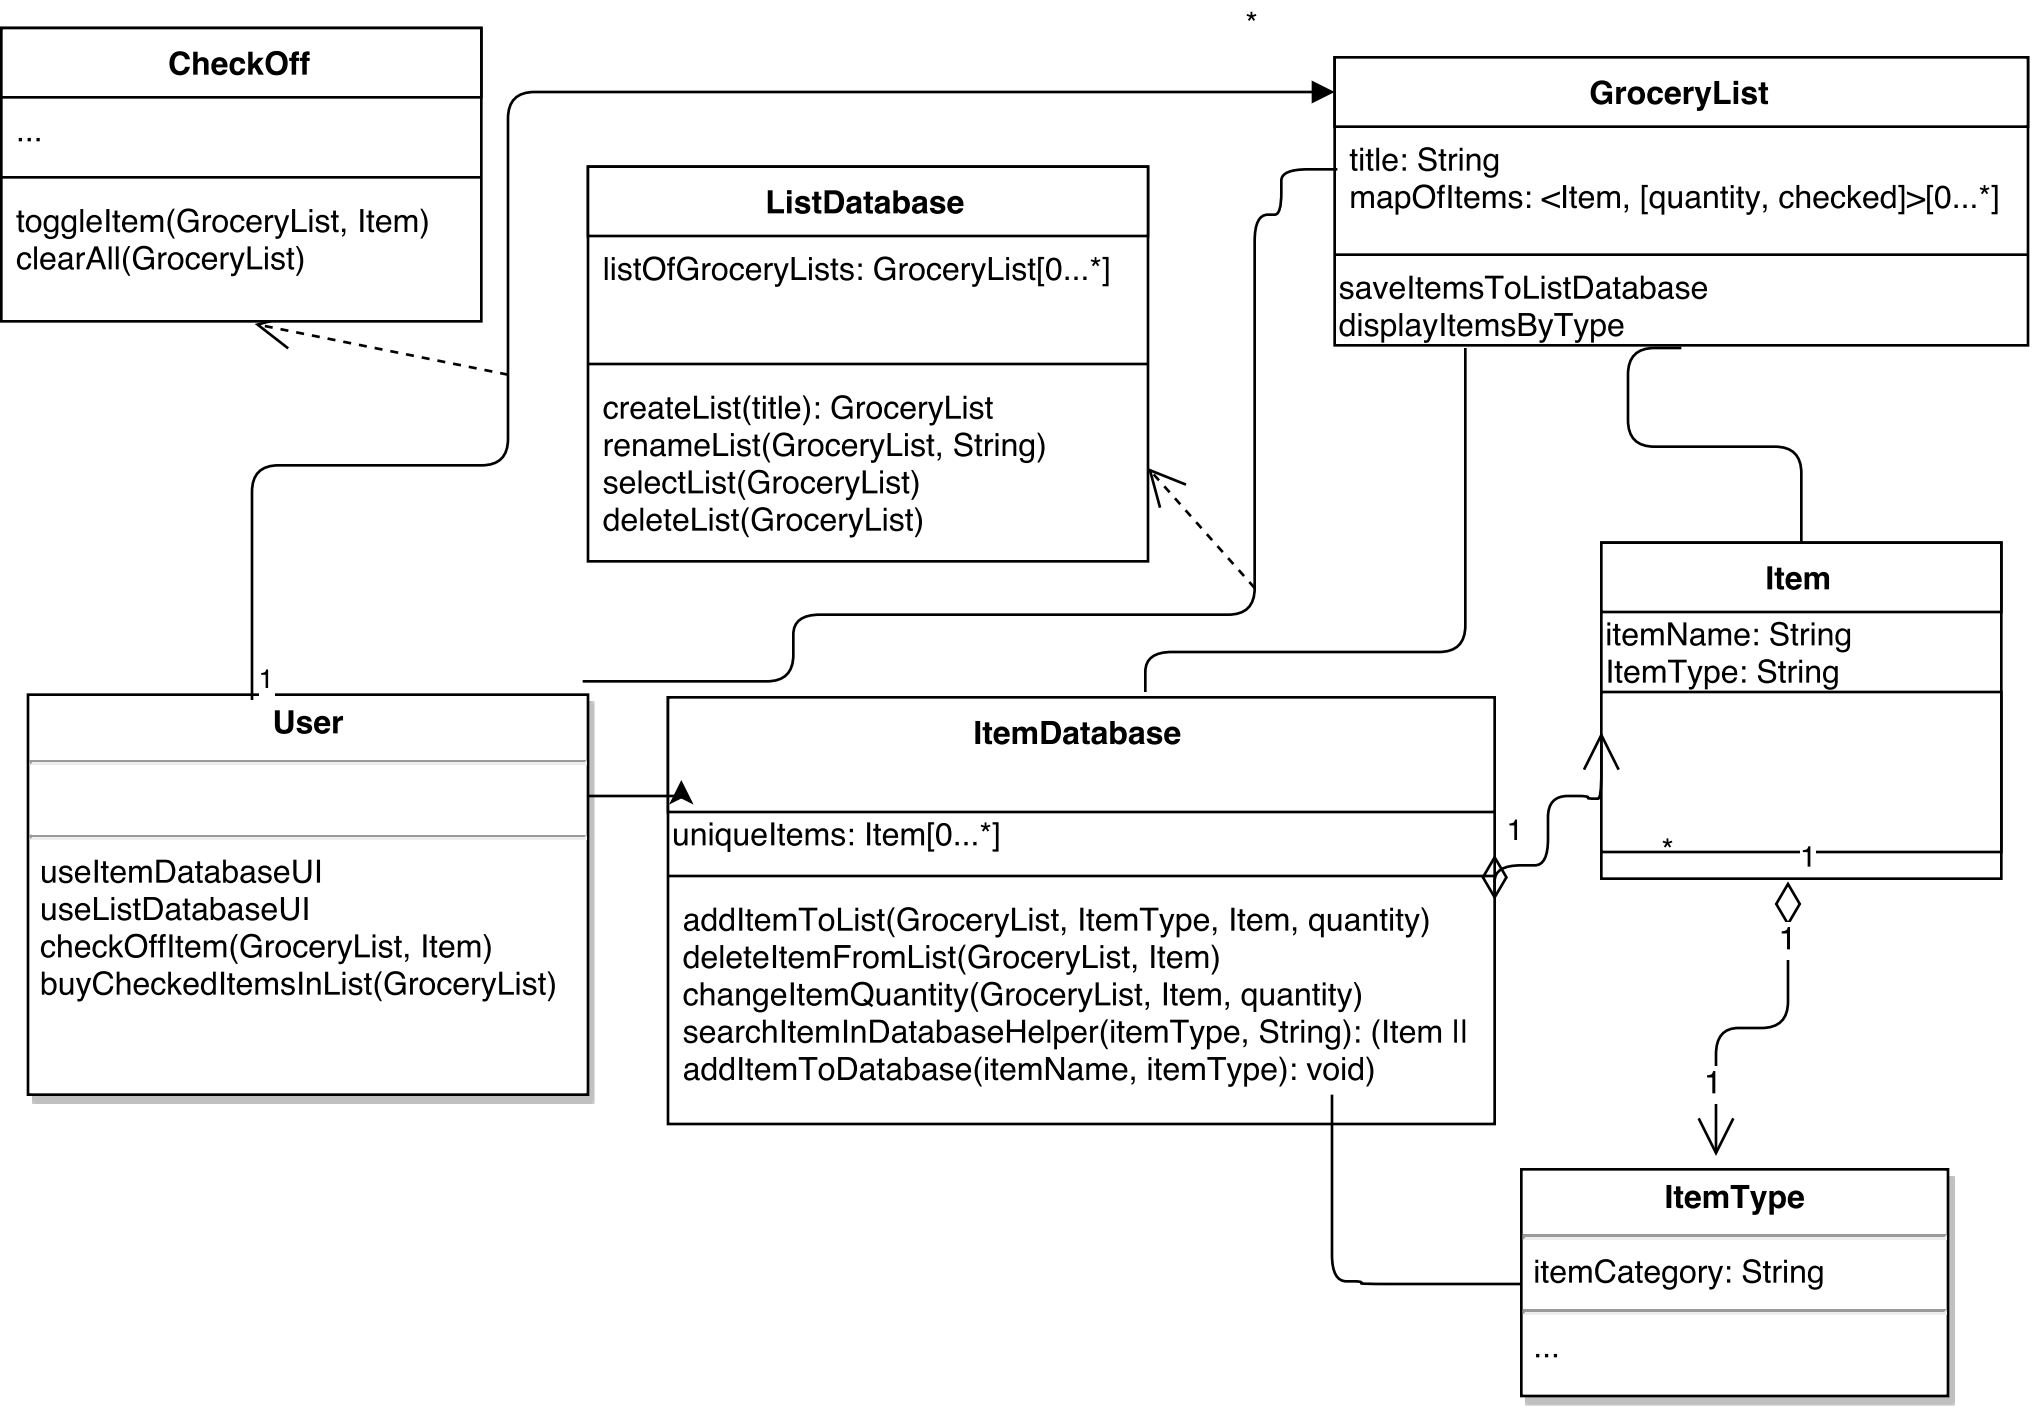 *
CheckOff
...
toggleItem(GroceryList, Item)
clearAll(GroceryList)
GroceryList
title: String
mapOfItems: <Item, [quantity, checked]>[0...*]
saveItemsToListDatabase
displayItemsByType
ListDatabase
listOfGroceryLists: GroceryList[0...*]
createList(title): GroceryList
renameList(GroceryList, String)
selectList(GroceryList)
deleteList(GroceryList)
Item
itemName: String
ItemType: String
*
1
1
User
useItemDatabaseUI
useListDatabaseUI
checkOffItem(GroceryList, Item)
buyCheckedItemsInList(GroceryList)
ItemDatabase
uniqueItems: Item[0...*]
1
addItemToList(GroceryList, ItemType, Item, quantity)
deleteItemFromList(GroceryList, Item)
changeItemQuantity(GroceryList, Item, quantity)
searchItemInDatabaseHelper(itemType, String): (Item ||
addItemToDatabase(itemName, itemType): void)
1
1
ItemType
itemCategory: String
...